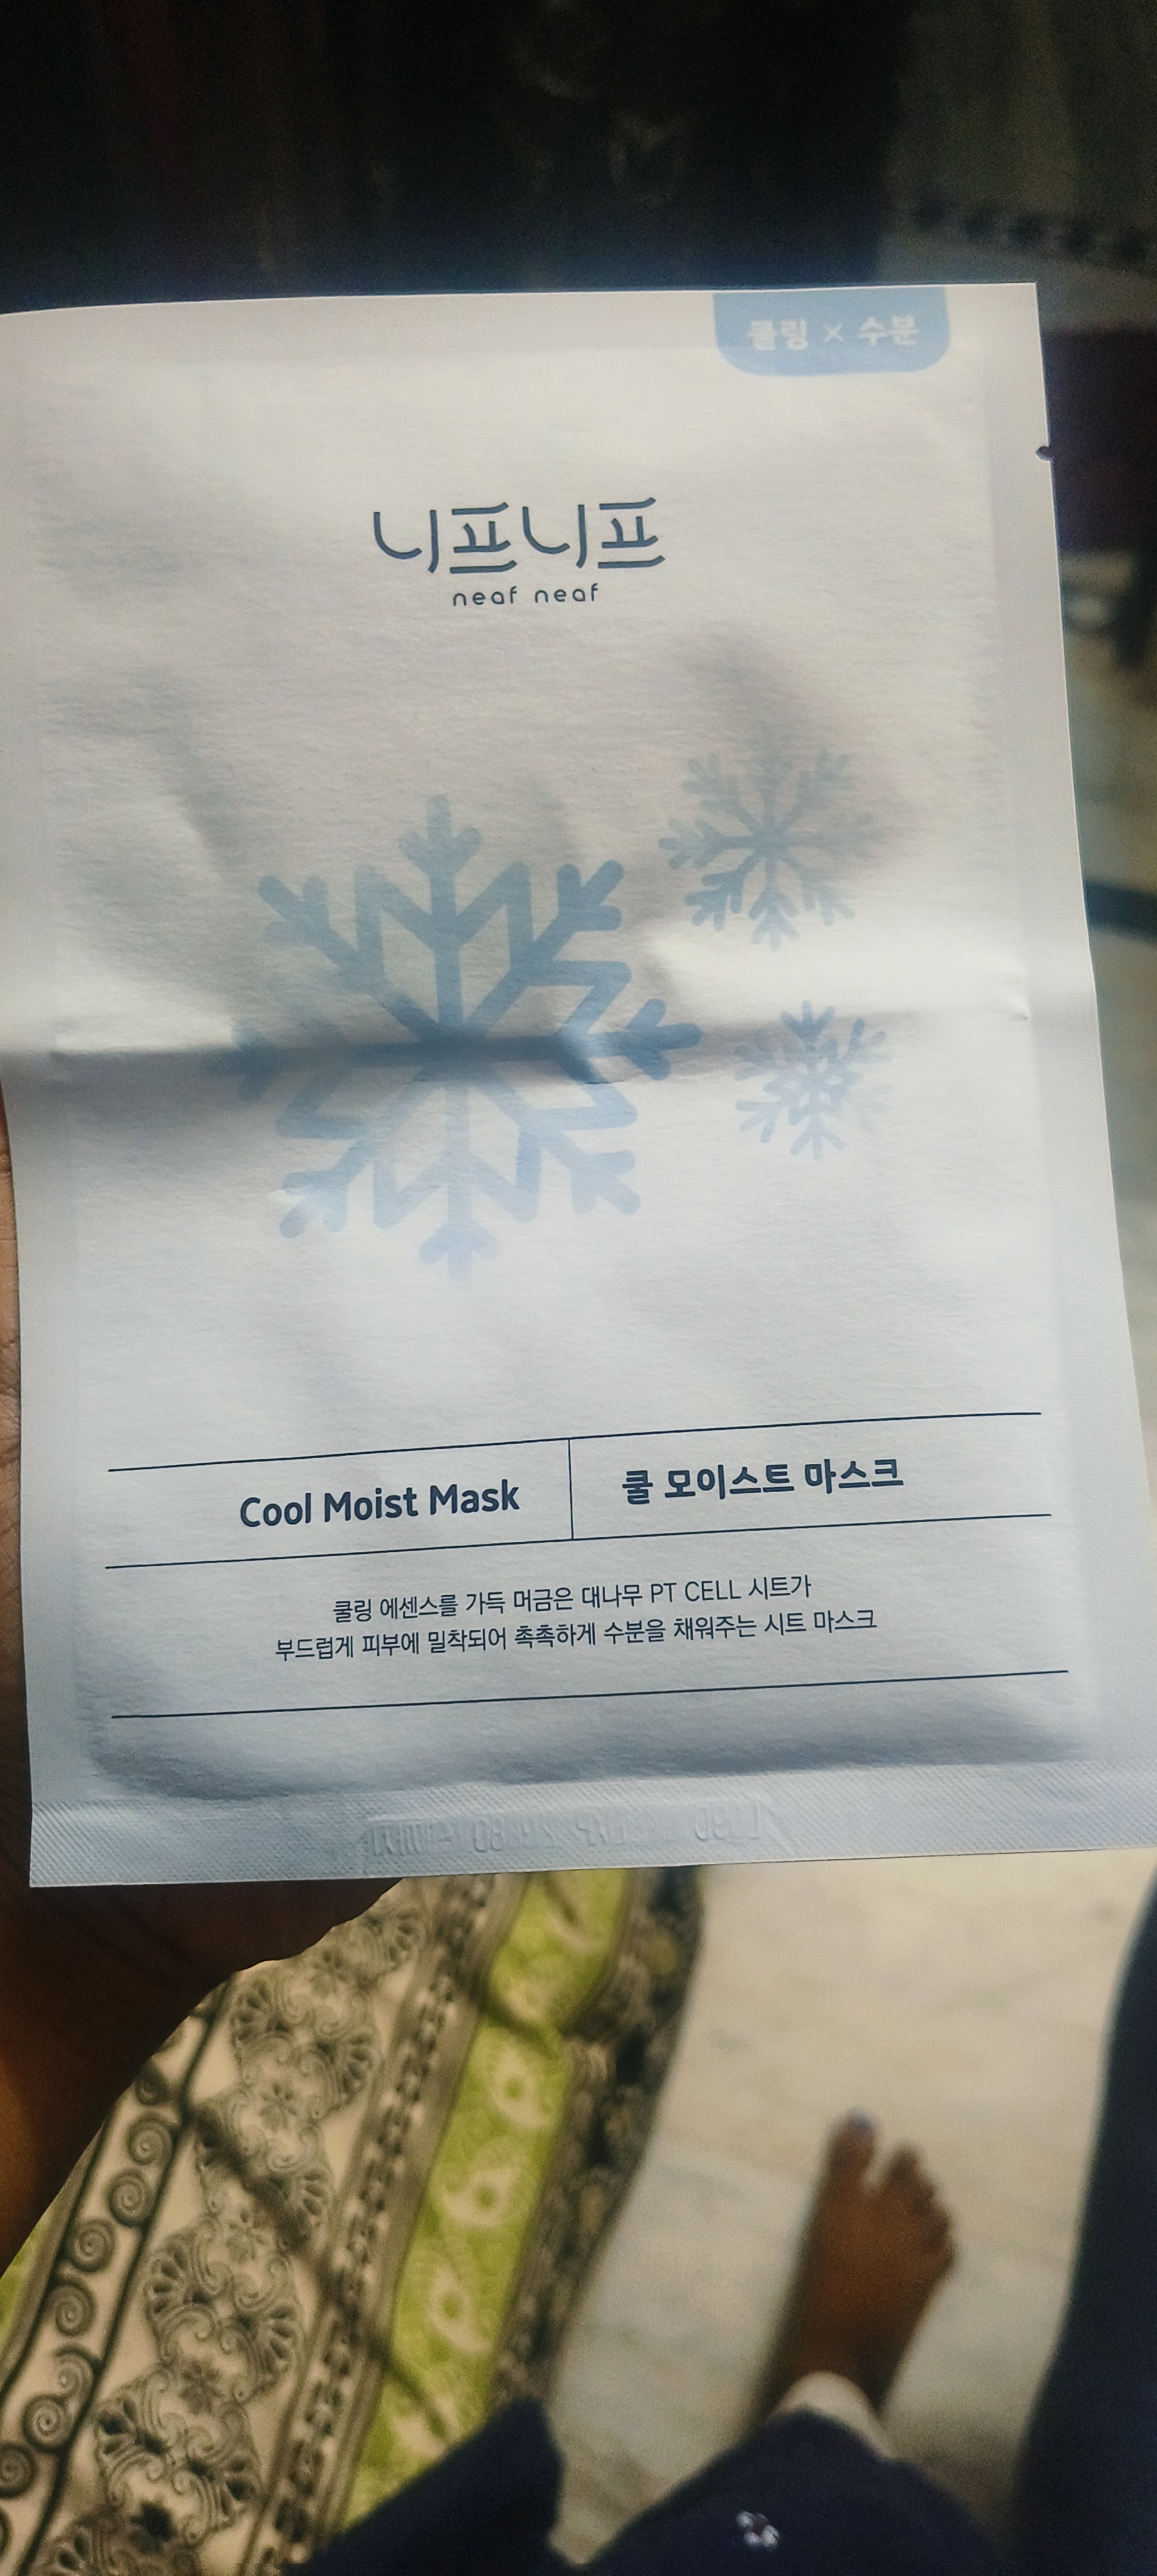 쿨링 × 수분
니프니프
neaf neaf
Cool Moist Mask
쿨 모이스트 마스크
쿨링 에센스를 가득 머금은 대나무 PT CELL 시트가
부드럽게 피부에 밀착되어 촉촉하게 수분을 채워주는 시트 마스크